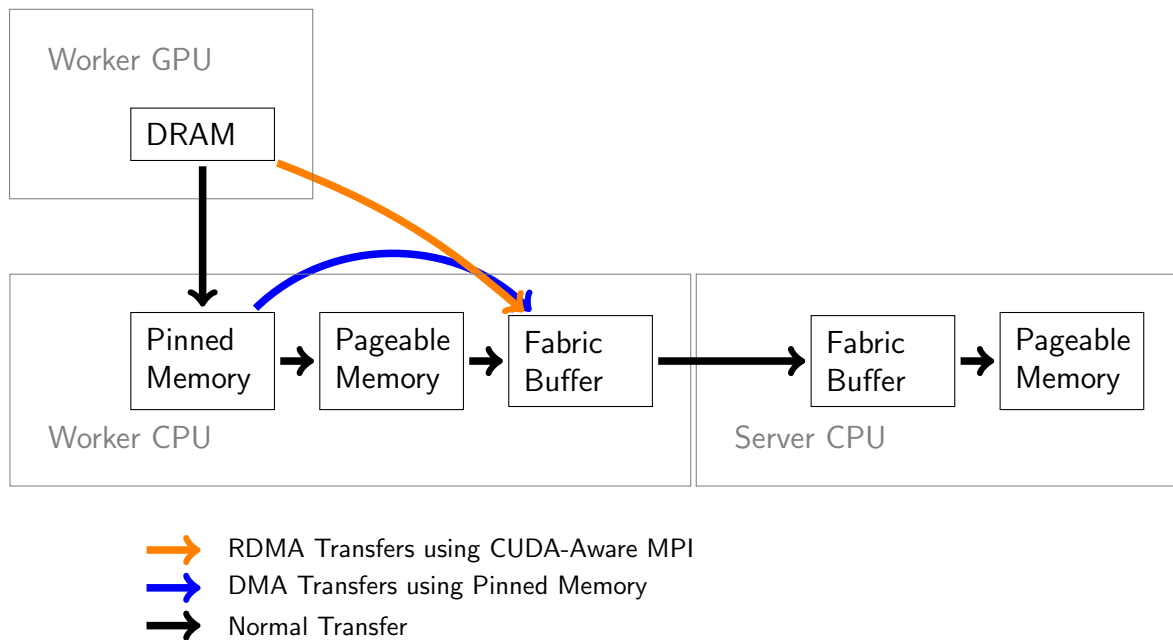 Worker GPU
DRAM
Pinned
Memory
Pageable
Memory
Fabric
Buffer
Fabric
Buffer
Pageable
Memory
Worker CPU
Server CPU
RDMA Transfers using CUDA-Aware MPI
DMA Transfers using Pinned Memory
Normal Transfer